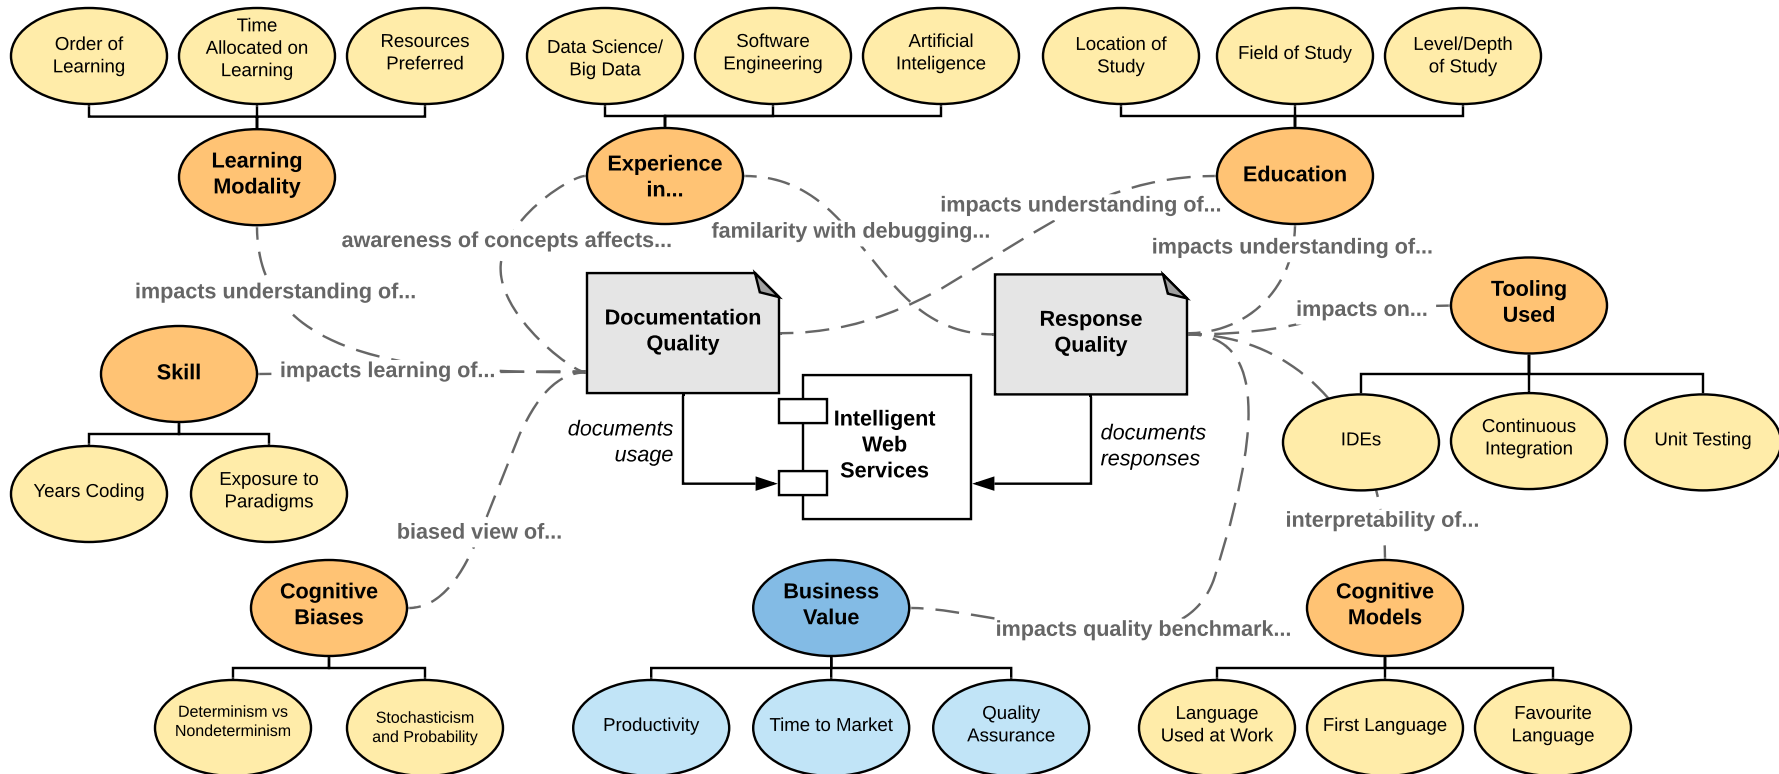 Order of
Learning
Time
Allocated on
Learning
Resources
Preferred
Data Science/
Big Data
Software
Engineering
Artificial
Inteligence
Location of
Study
Field of Study
Level/Depth
of Study
Learning
Modality
Experience
in...
Education
impacts understanding of...
familarity with debugging...
awareness of concepts affects...
impacts understanding of...
impacts understanding of...
Tooling
Used
impacts on...
Documentation
Quality
Response
Quality
Skill
impacts learning of...
Intelligent
Web
Services
documents
usage
documents
responses
IDEs
Continuous
Integration
Unit Testing
Years Coding
Exposure to
Paradigms
biased view of...
interpretability of...
Cognitive
Biases
Business
Value
Cognitive
Models
impacts quality benchmark...
Determinism vs
Nondeterminism
Stochasticism
and Probability
Productivity
Time to Market
Quality
Assurance
Language
Used at Work
First Language
Favourite
Language